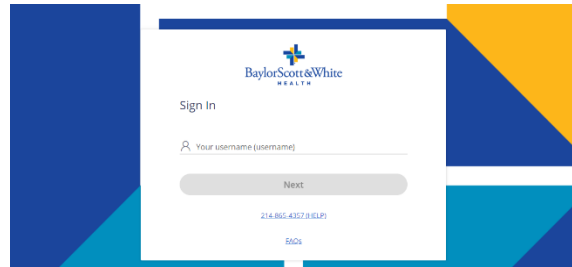 BaylorScott&White
HEALTH
Sign In
Your username (username)
Next
214-865-4357 (HELP)
FAQs